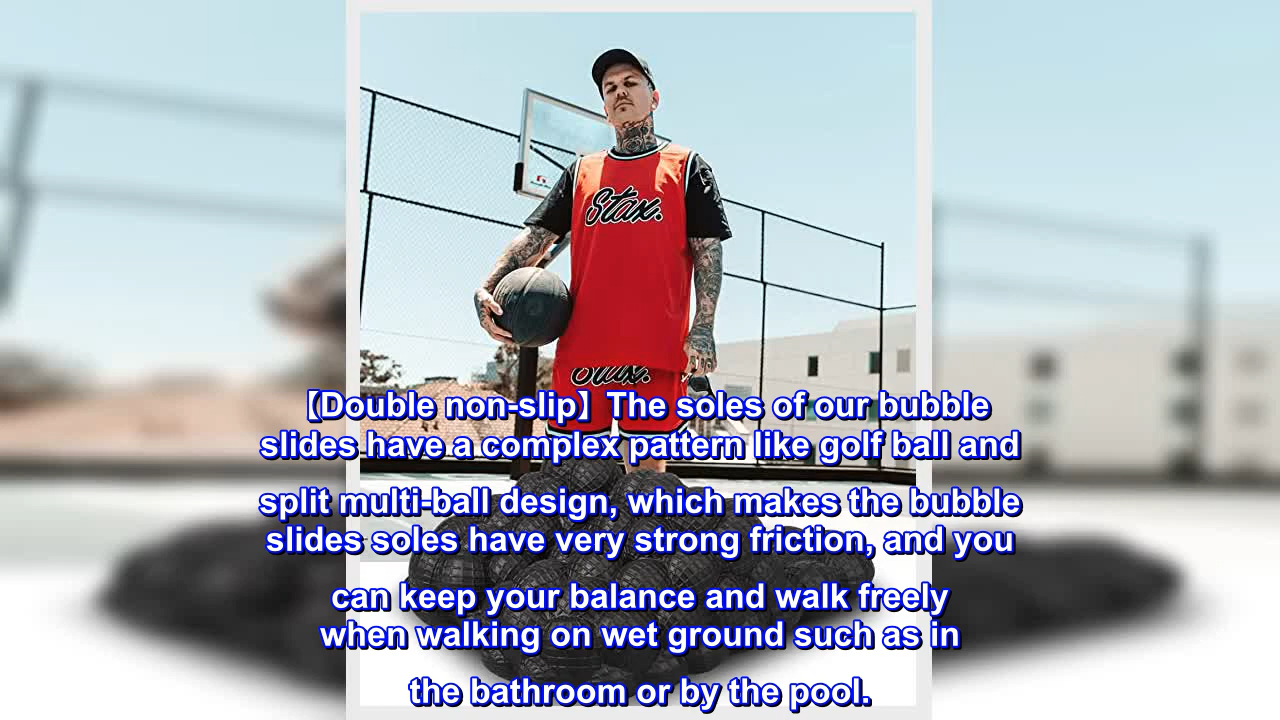 Stax.
Stax.
【Double non-slip】The soles of our bubble
slides have a complex pattern like golf ball and
split multi-ball design, which makes the bubble
slides soles have very strong friction, and you
can keep your balance and walk freely
when walking on wet ground such as in
the bathroom or by the pool.